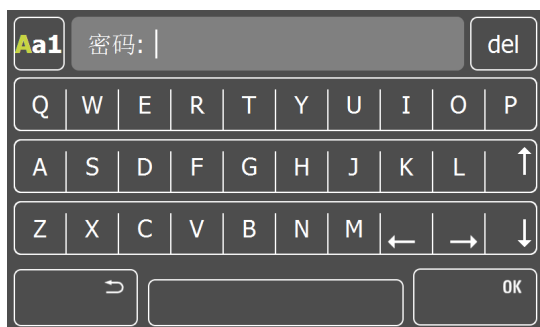 Aa1 密码: del
Q W E R T Y U I O P
A S D F G H J K L ↑
Z X C V B N M ← → ↓
OK